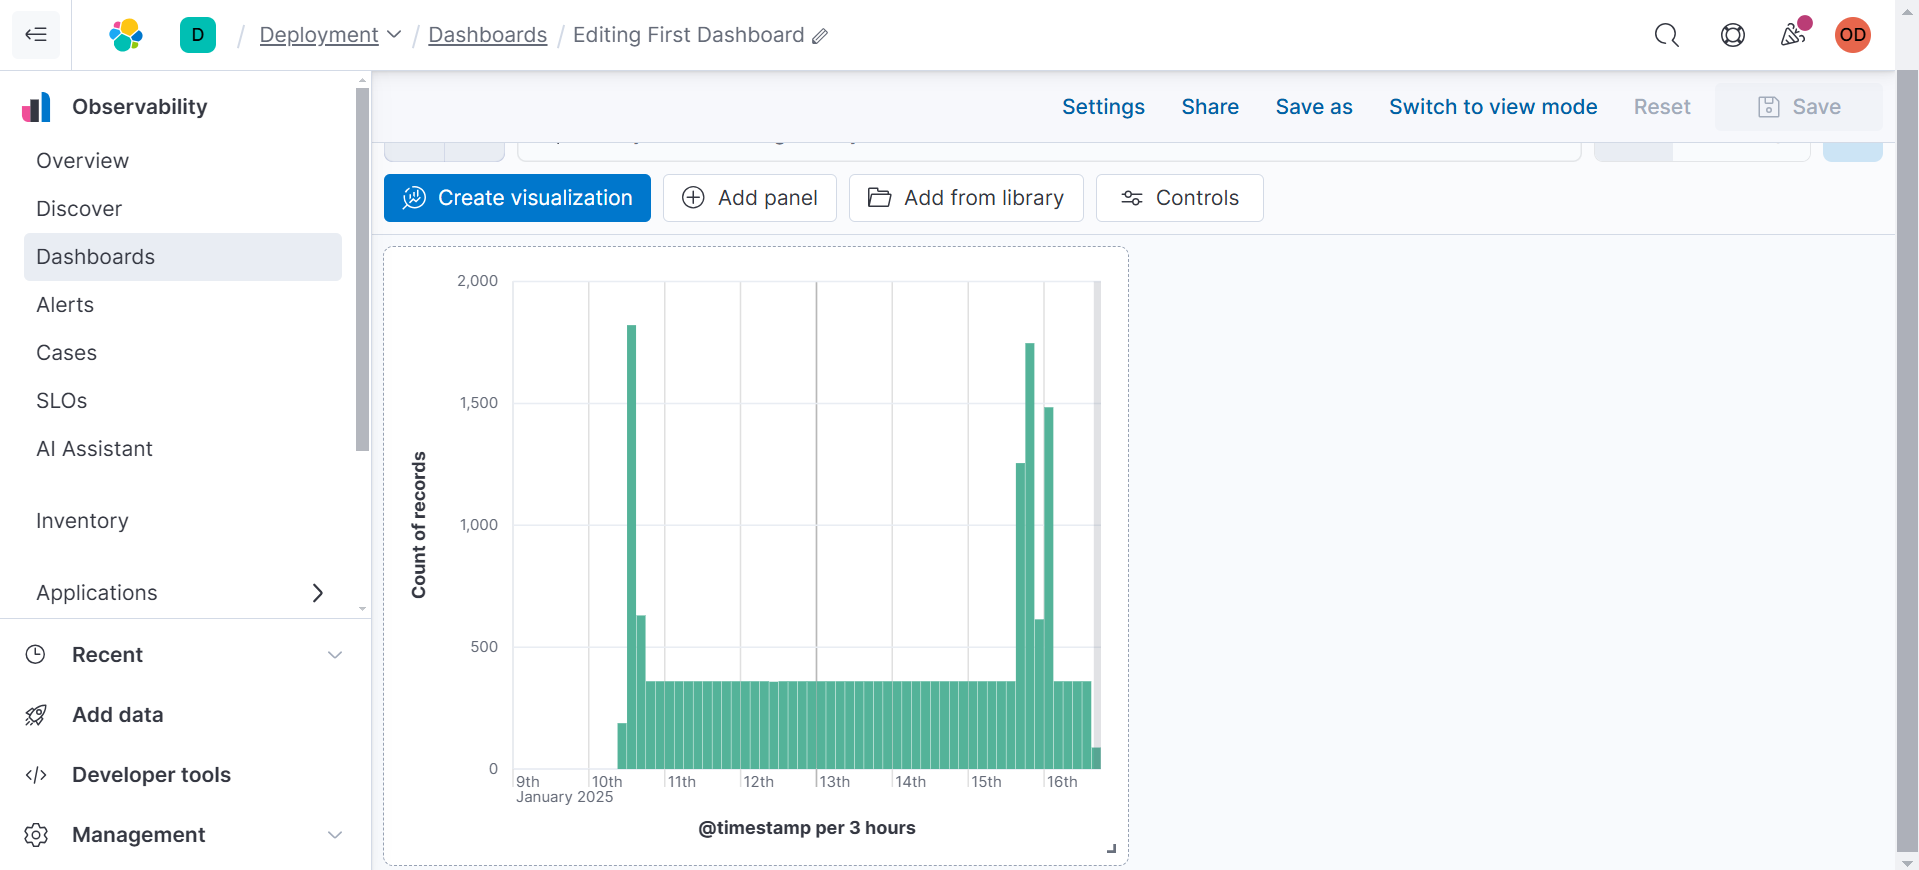 D
/ Deployment / Dashboards / Editing First Dashboard
OD
Observability
Overview
Discover
Dashboards
Alerts
Cases
SLOs
AI Assistant
Inventory
Applications
Recent
Add data
</> Developer tools
Management
Settings Share Save as Switch to view mode Reset Save
Create visualization Add panel Add from library Controls
2,000
1,500
1,000
500
0
Count of records
9th 10th 11th 12th 13th 14th 15th 16th
January 2025
@timestamp per 3 hours